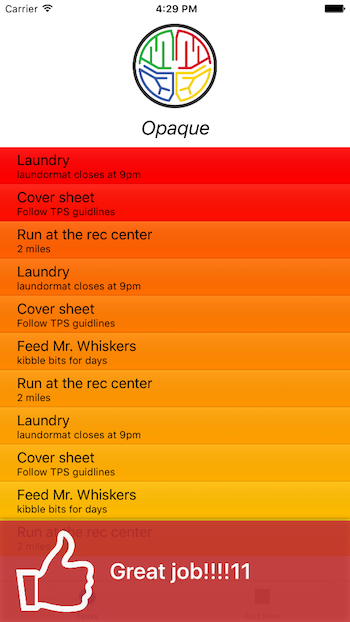 Carrier 4:29 PM
Opaque
Laundry
laundormat closes at 9pm
Cover sheet
Follow TPS guidlines
Run at the rec center
2 miles
Laundry
laundormat closes at 9pm
Cover sheet
Follow TPS guidlines
Feed Mr. Whiskers
kibble bits for days
Run at the rec center
2 miles
Laundry
laundormat closes at 9pm
Cover sheet
Follow TPS guidlines
Feed Mr. Whiskers
kibble bits for days
Run at the rec center
2 miles
Great job!!!!11